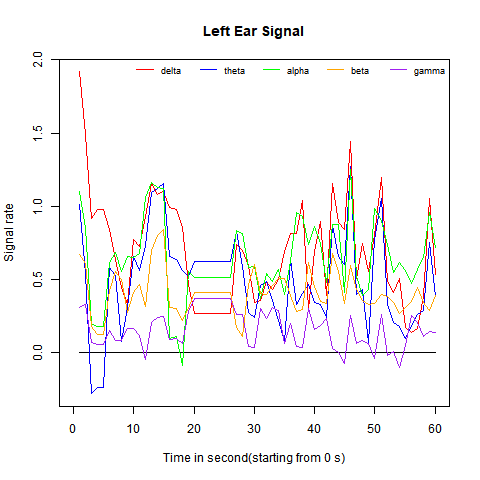 Left Ear Signal
delta theta alpha beta gamma
Signal rate
2.0
1.5
1.0
0.5
0.0
0 10 20 30 40 50 60
Time in second(starting from 0 s)